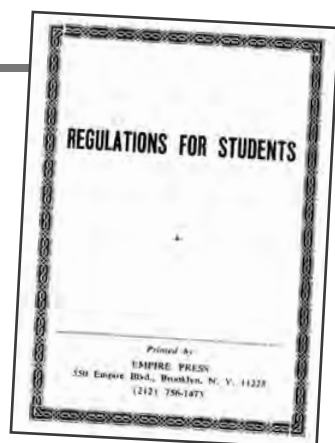 REGULATIONS FOR STUDENTS
Printed by
EMPIRE PRESS
550 Empire Blvd., Brooklyn, N. Y. 11225
(212) 756-1473